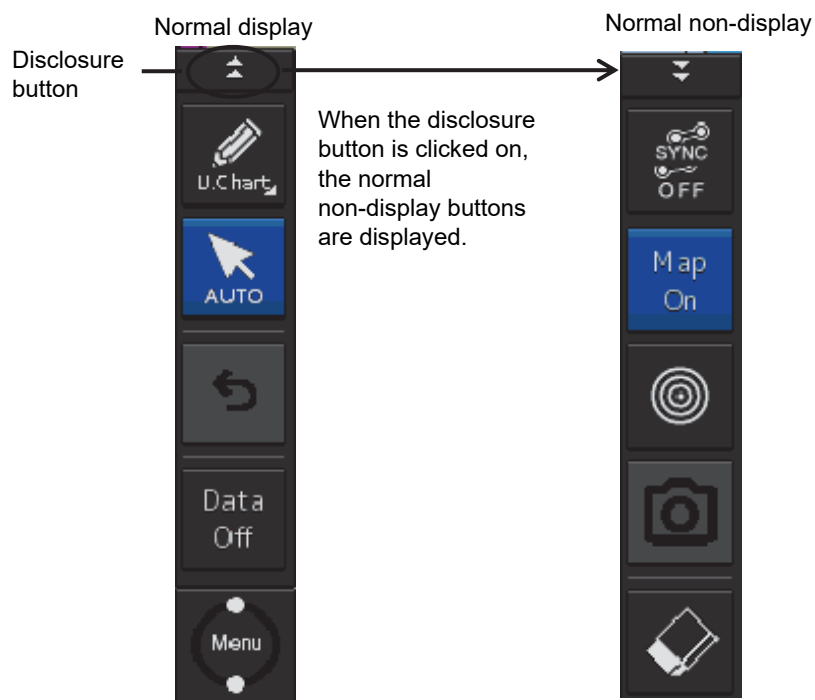 Normal display
Normal non-display
Disclosure
button
When the disclosure
button is clicked on,
the normal
non-display buttons
are displayed.
U.Chart
AUTO
Data
Off
Menu
SYNC
OFF
Map
On